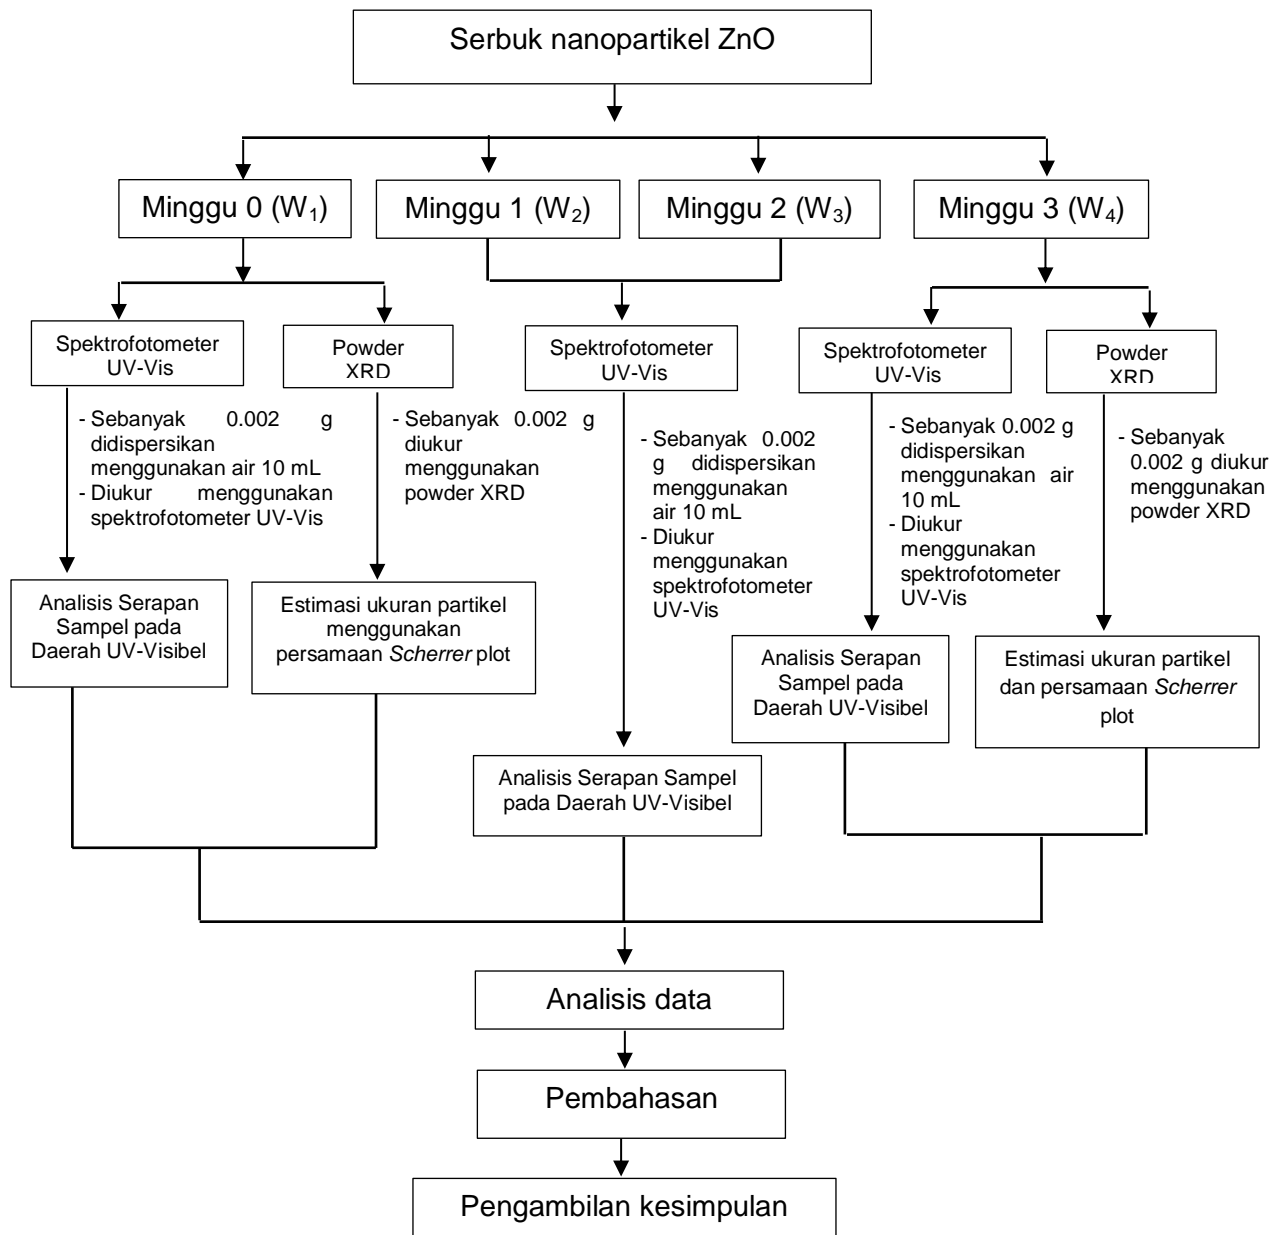 Serbuk nanopartikel ZnO
Minggu 0 (W₁)
Minggu 1 (W₂)
Minggu 2 (W₃)
Minggu 3 (W₄)
Spektrofotometer
UV-Vis
Powder
XRD
Spektrofotometer
UV-Vis
Spektrofotometer
UV-Vis
Powder
XRD
- Sebanyak 0.002 g
didispersikan
menggunakan air 10 mL
- Diukur menggunakan
spektrofotometer UV-Vis
- Sebanyak 0.002 g
diukur
menggunakan
powder XRD
- Sebanyak 0.002
g didispersikan
menggunakan
air 10 mL
- Diukur
menggunakan
spektrofotometer
UV-Vis
- Sebanyak 0.002 g
didispersikan
menggunakan air
10 mL
- Diukur
menggunakan
spektrofotometer
UV-Vis
- Sebanyak
0.002 g diukur
menggunakan
powder XRD
Analisis Serapan
Sampel pada
Daerah UV-Visibel
Estimasi ukuran partikel
menggunakan
persamaan Scherrer plot
Analisis Serapan Sampel
pada Daerah UV-Visibel
Analisis Serapan
Sampel pada
Daerah UV-Visibel
Estimasi ukuran partikel
dan persamaan Scherrer
plot
Analisis data
Pembahasan
Pengambilan kesimpulan